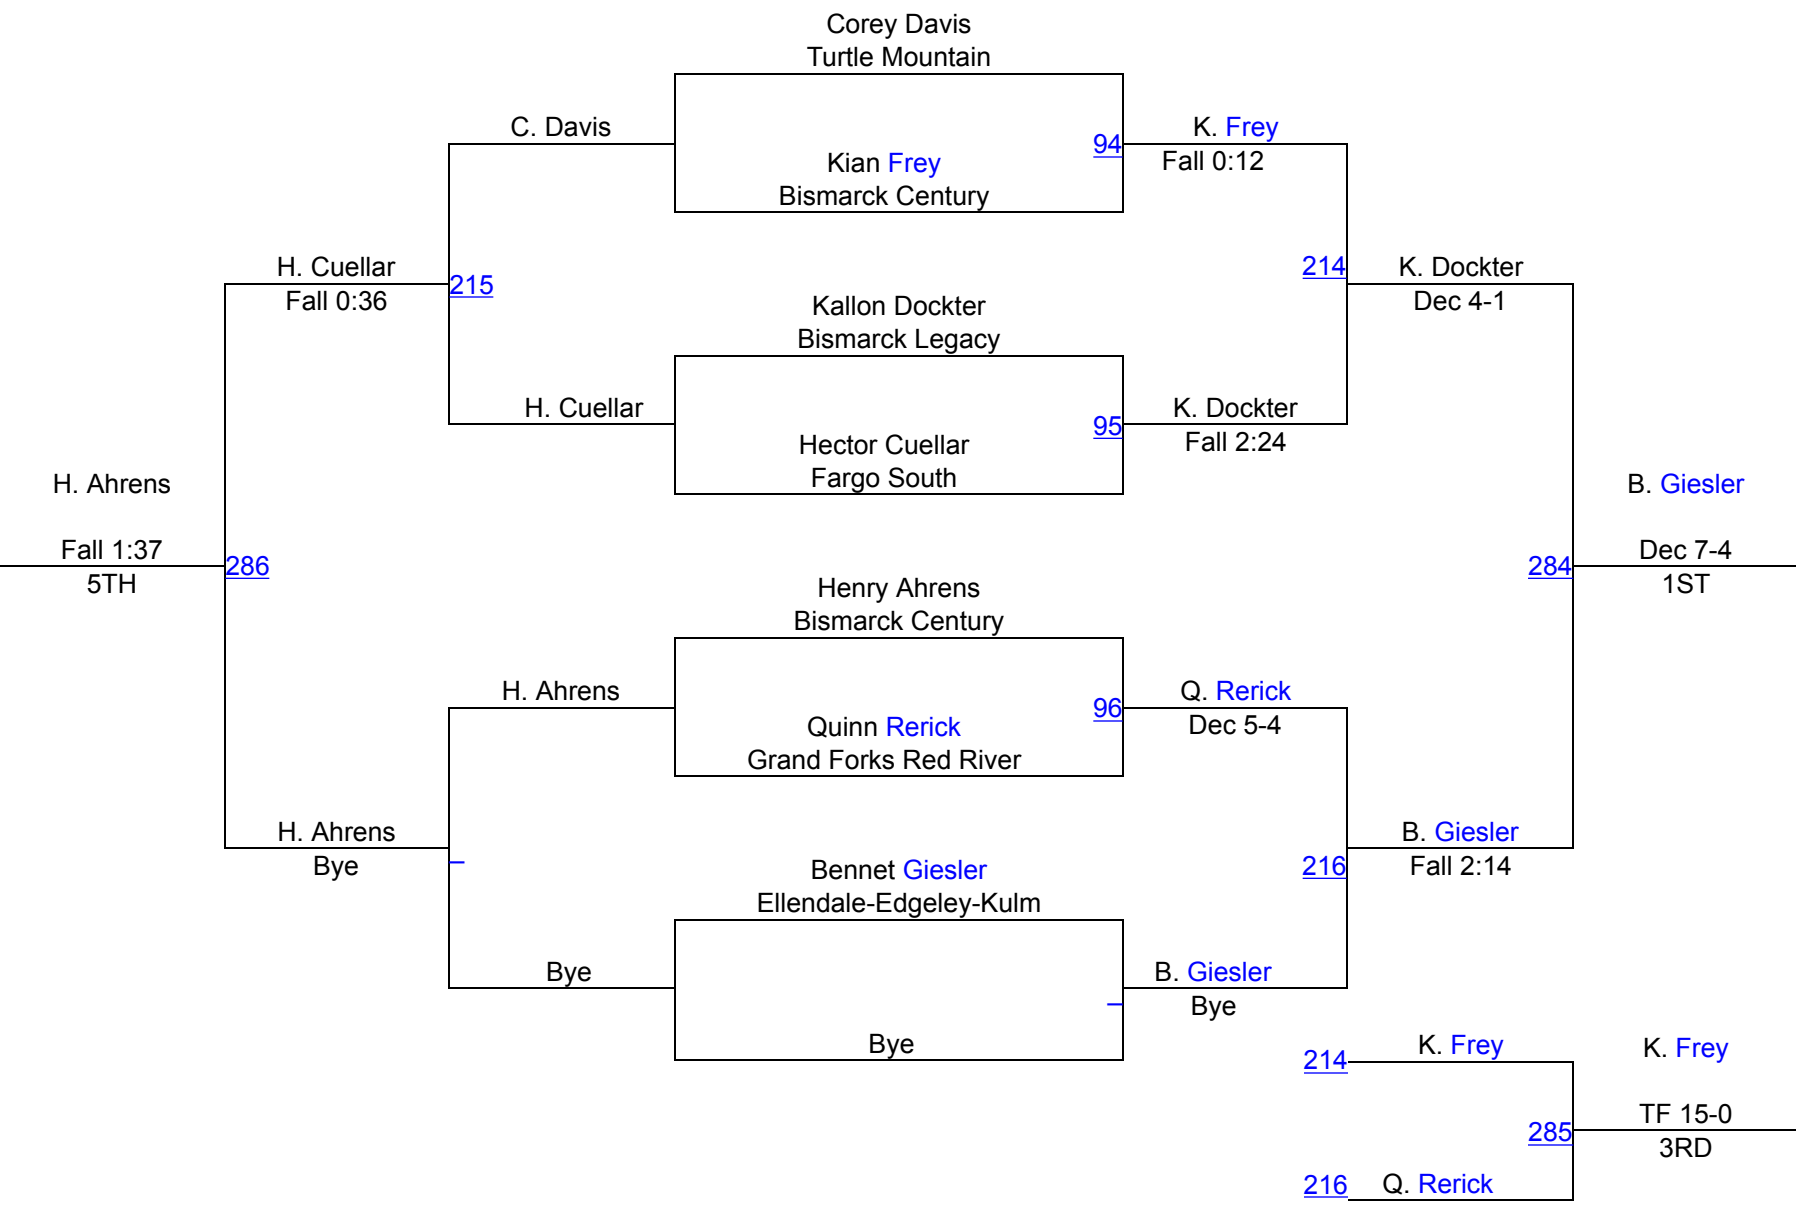 Corey Davis
Turtle Mountain
C. Davis
94
K. Frey
Fall 0:12
Kian Frey
Bismarck Century
H. Cuellar
Fall 0:36
215
214
K. Dockter
Dec 4-1
Kallon Dockter
Bismarck Legacy
H. Cuellar
95
K. Dockter
Fall 2:24
Hector Cuellar
Fargo South
H. Ahrens
Fall 1:37
5TH
286
B. Giesler
Dec 7-4
1ST
284
Henry Ahrens
Bismarck Century
H. Ahrens
96
Q. Rerick
Dec 5-4
Quinn Rerick
Grand Forks Red River
H. Ahrens
Bye
216
B. Giesler
Fall 2:14
Bennet Giesler
Ellendale-Edgeley-Kulm
Bye
B. Giesler
Bye
Bye
214
K. Frey
K. Frey
TF 15-0
3RD
285
216
Q. Rerick